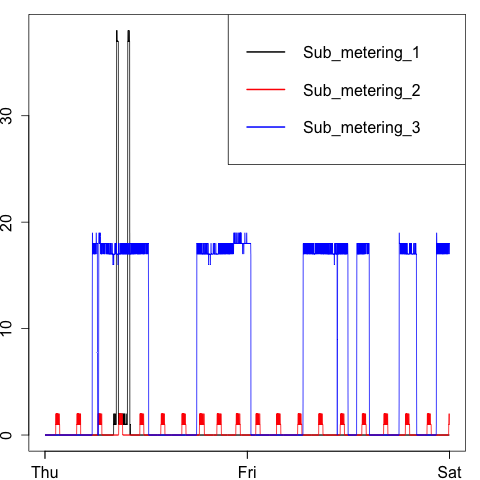 Sub_metering_1
Sub_metering_2
Sub_metering_3
30
20
10
0
Thu Fri Sat